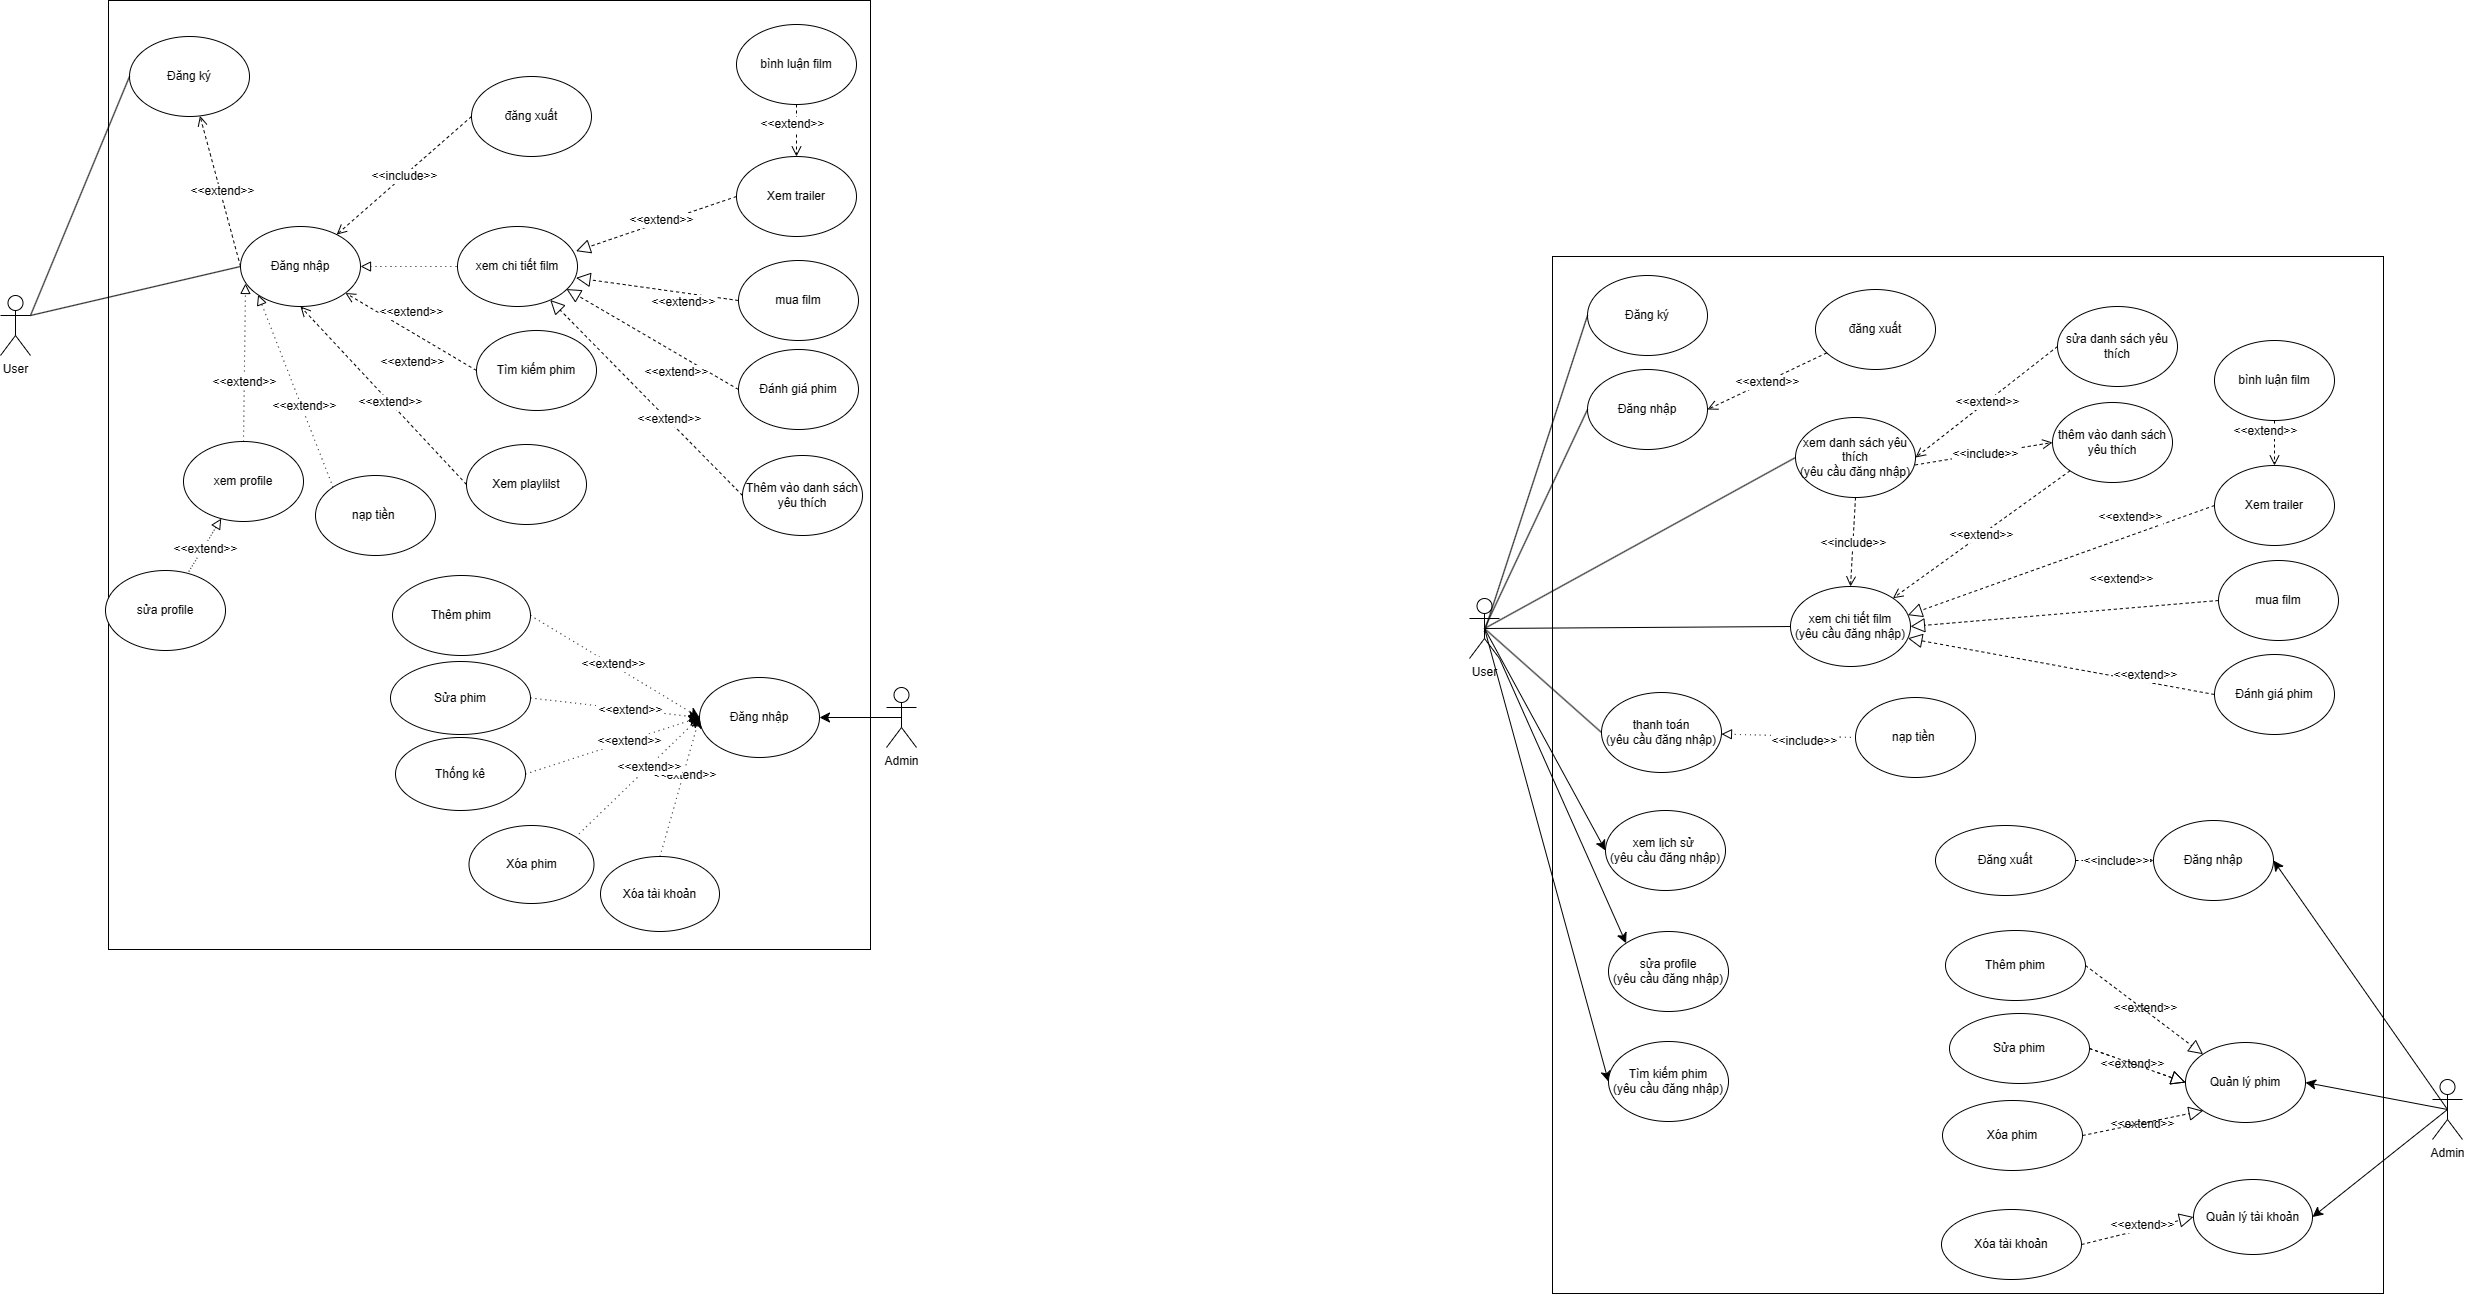 Đăng ký
bình luận film
đăng xuất
<<extend>>
<<include>>
<<extend>>
Xem trailer
<<extend>>
Đăng nhập
xem chi tiết film
<<extend>>
mua film
User
<<extend>>
<<extend>>
Tìm kiếm phim
<<extend>>
<<extend>>
<<extend>>
<<extend>>
<<extend>>
Đánh giá phim
xem profile
nạp tiền
Xem playlilst
Thêm vào danh sách
yêu thích
<<extend>>
sửa profile
Thêm phim
<<extend>>
Sửa phim
<<extend>>
Đăng nhập
Admin
<<extend>>
Thống kê
<<extend>>
<<extend>>
Xóa phim
Xóa tài khoản
Đăng ký
đăng xuất
sửa danh sách yêu
thích
bình luận film
<<extend>>
Đăng nhập
<<extend>>
<<extend>>
xem danh sách yêu
thích
(yêu cầu đăng nhập)
<<include>>
thêm vào danh sách
yêu thích
Xem trailer
<<extend>>
<<extend>>
<<include>>
<<extend>>
mua film
xem chi tiết film
(yêu cầu đăng nhập)
User
<<extend>>
Đánh giá phim
thanh toán
(yêu cầu đăng nhập)
<<include>>
nạp tiền
xem lịch sử
(yêu cầu đăng nhập)
Đăng xuất
<<include>>
Đăng nhập
sửa profile
(yêu cầu đăng nhập)
Thêm phim
<<extend>>
Sửa phim
<<extend>>
Quản lý phim
Tìm kiếm phim
(yêu cầu đăng nhập)
Xóa phim
<<extend>>
Admin
Quản lý tài khoản
<<extend>>
Xóa tài khoản